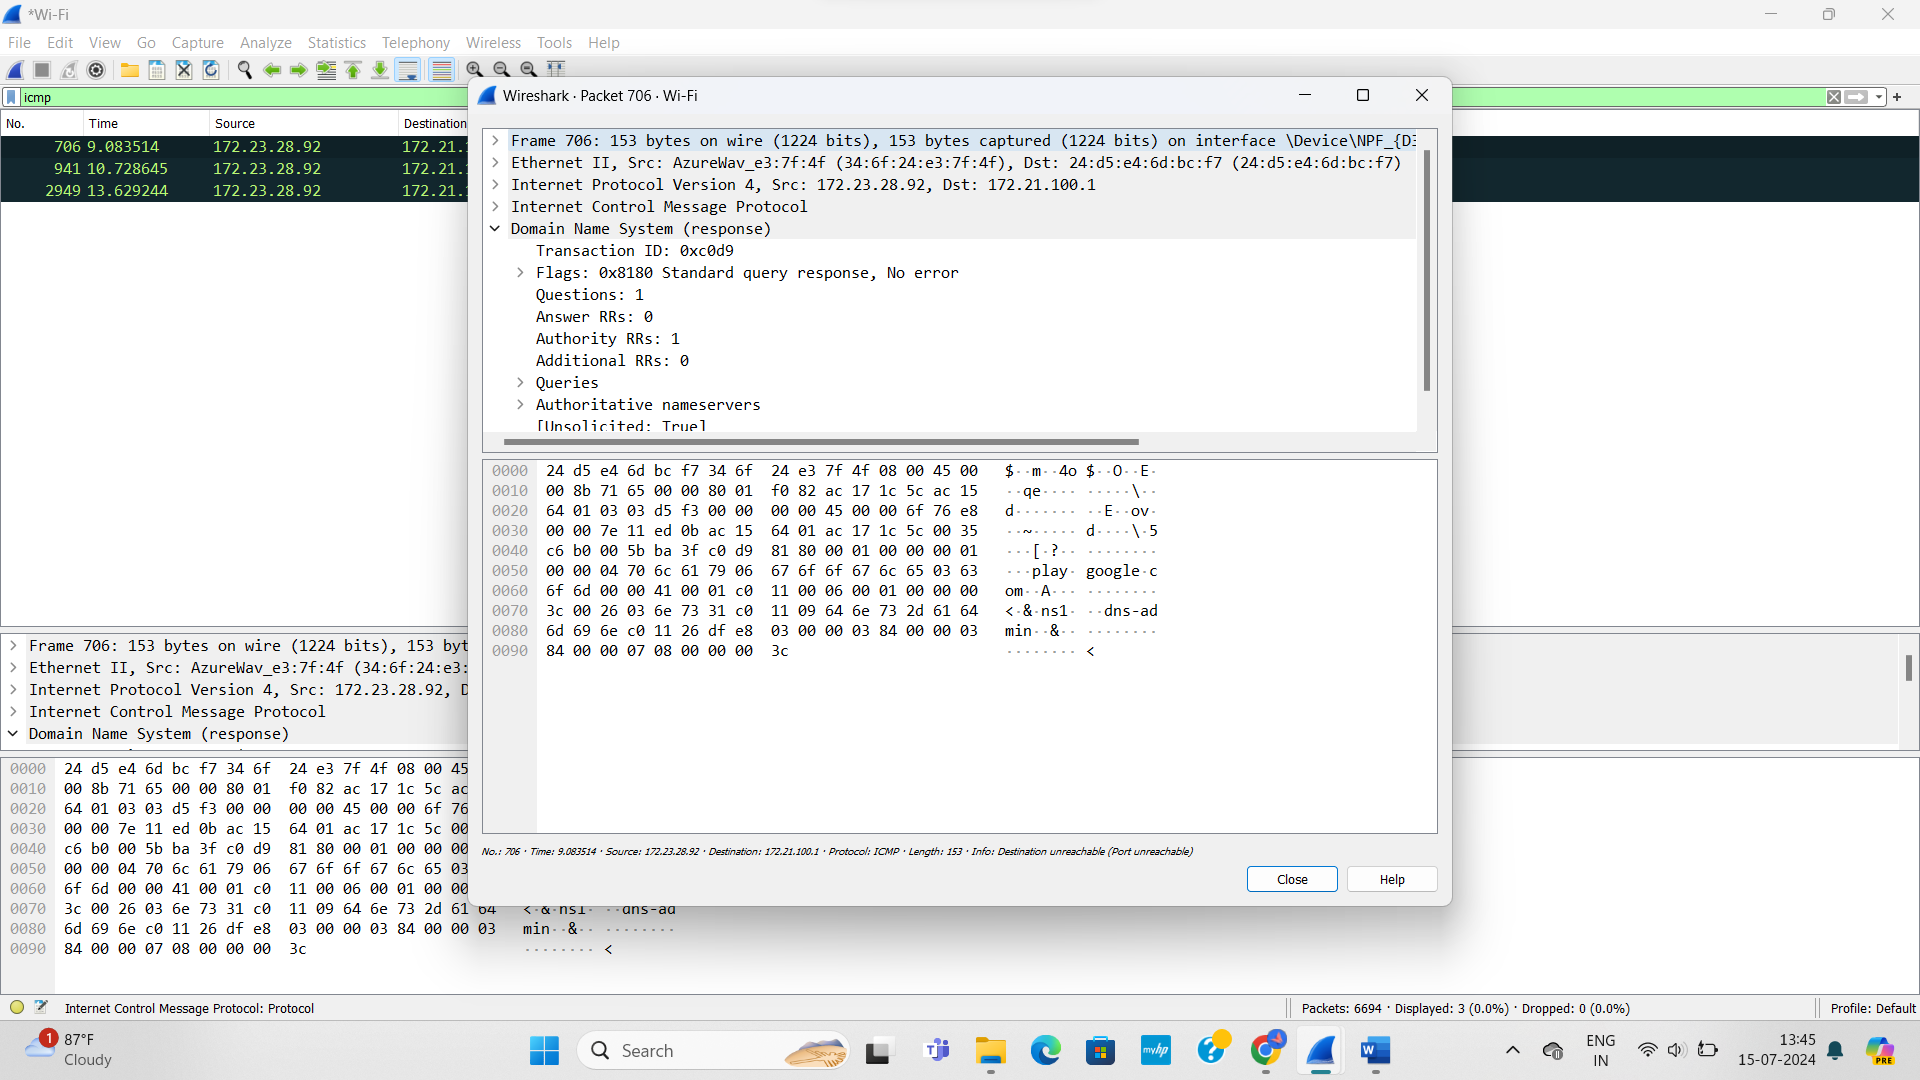 *Wi-Fi
File Edit View Go Capture Analyze Statistics Telephony Wireless Tools Help
icmp
No. Time Source Destination
706 9.083514 172.23.28.92 172.21.1
941 10.728645 172.23.28.92 172.21.1
2949 13.629244 172.23.28.92 172.21.1
Wireshark · Packet 706 · Wi-Fi
Frame 706: 153 bytes on wire (1224 bits), 153 bytes captured (1224 bits) on interface \Device\NPF_{D3
Ethernet II, Src: AzureWav_e3:7f:4f (34:6f:24:e3:7f:4f), Dst: 24:d5:e4:6d:bc:f7 (24:d5:e4:6d:bc:f7)
Internet Protocol Version 4, Src: 172.23.28.92, Dst: 172.21.100.1
Internet Control Message Protocol
Domain Name System (response)
Transaction ID: 0xc0d9
Flags: 0x8180 Standard query response, No error
Questions: 1
Answer RRs: 0
Authority RRs: 1
Additional RRs: 0
Queries
Authoritative nameservers
[Unsolicited: True]
0000 24 d5 e4 6d bc f7 34 6f 24 e3 7f 4f 08 00 45 00 $··m··4o $··O··E·
0010 00 8b 71 65 00 00 80 01 f0 82 ac 17 1c 5c ac 15 ··qe···· ·····\··
0020 64 01 03 03 d5 f3 00 00 00 00 45 00 00 6f 76 e8 d······· ··E··ov·
0030 00 00 7e 11 ed 0b ac 15 64 01 ac 17 1c 5c 00 35 ··~····· d····\·5
0040 c6 b0 00 5b ba 3f c0 d9 81 80 00 01 00 00 00 01 ···[·?·· ········
0050 00 00 04 70 6c 61 79 06 67 6f 6f 67 6c 65 03 63 ···play· google·c
0060 6f 6d 00 00 41 00 01 c0 11 00 06 00 01 00 00 00 om··A··· ········
0070 3c 00 26 03 6e 73 31 c0 11 09 64 6e 73 2d 61 64 <·&·ns1· ··dns-ad
0080 6d 69 6e c0 11 26 df e8 03 00 00 03 84 00 00 03 min··&·· ········
0090 84 00 00 07 08 00 00 00 3c ········ <
No.: 706 · Time: 9.083514 · Source: 172.23.28.92 · Destination: 172.21.100.1 · Protocol: ICMP · Length: 153 · Info: Destination unreachable (Port unreachable)
Close Help
Frame 706: 153 bytes on wire (1224 bits), 153 byt
Ethernet II, Src: AzureWav_e3:7f:4f (34:6f:24:e3:
Internet Protocol Version 4, Src: 172.23.28.92, D
Internet Control Message Protocol
Domain Name System (response)
0000 24 d5 e4 6d bc f7 34 6f 24 e3 7f 4f 08 00 45
0010 00 8b 71 65 00 00 80 01 f0 82 ac 17 1c 5c ac
0020 64 01 03 03 d5 f3 00 00 00 00 45 00 00 6f 76
0030 00 00 7e 11 ed 0b ac 15 64 01 ac 17 1c 5c 00
0040 c6 b0 00 5b ba 3f c0 d9 81 80 00 01 00 00 00
0050 00 00 04 70 6c 61 79 06 67 6f 6f 67 6c 65 03
0060 6f 6d 00 00 41 00 01 c0 11 00 06 00 01 00 00
0070 3c 00 26 03 6e 73 31 c0 11 09 64 6e 73 2d 61 64 <·&·ns1· ··dns-ad
0080 6d 69 6e c0 11 26 df e8 03 00 00 03 84 00 00 03 min··&·· ········
0090 84 00 00 07 08 00 00 00 3c ········ <
Internet Control Message Protocol: Protocol
Packets: 6694 · Displayed: 3 (0.0%) · Dropped: 0 (0.0%)
Profile: Default
1
87°F
Cloudy
Search
myhp
W
ENG
IN
13:45
15-07-2024
PRE